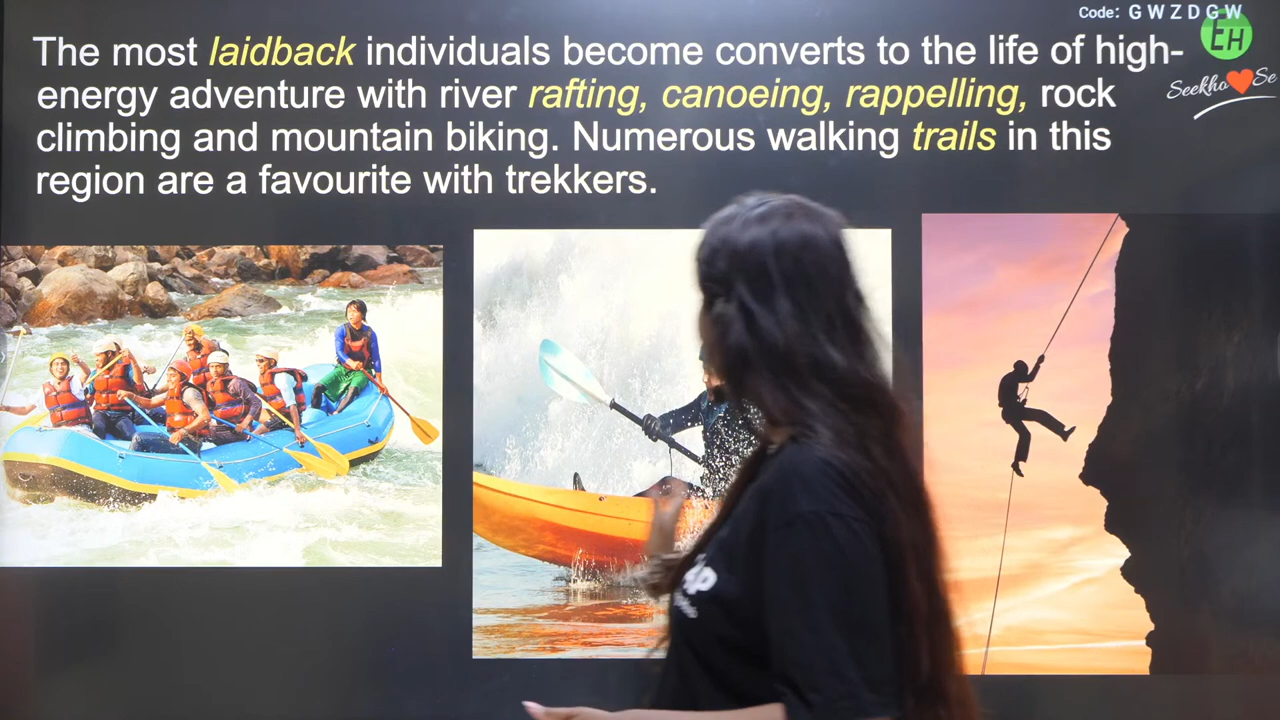 Code: G W Z D G W
EH
Seekho Se
The most laidback individuals become converts to the life of high-
energy adventure with river rafting, canoeing, rappelling, rock
climbing and mountain biking. Numerous walking trails in this
region are a favourite with trekkers.